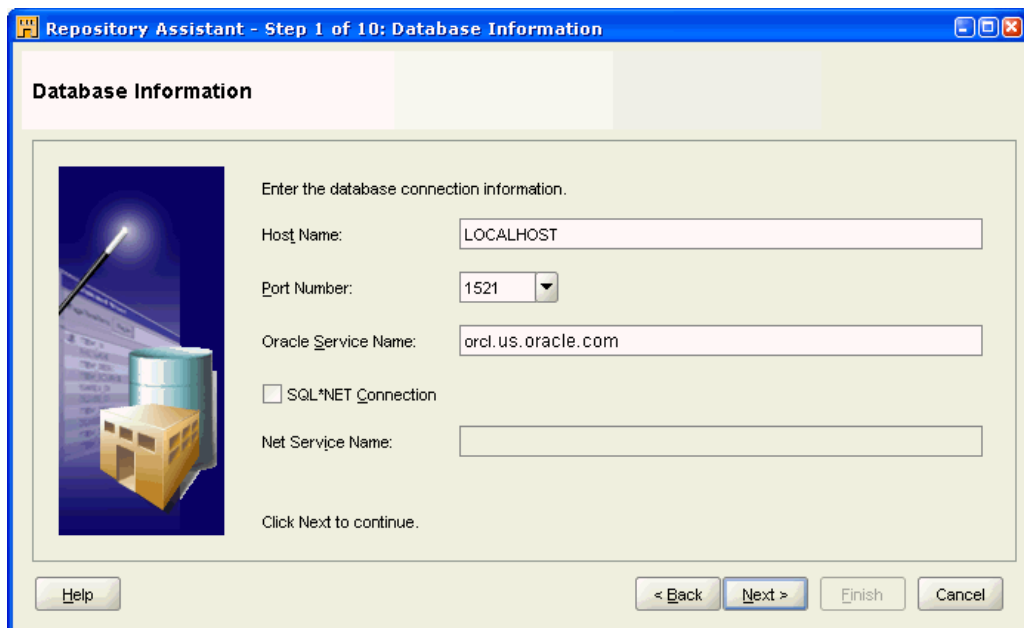 Repository Assistant - Step 1 of 10: Database Information
Database Information
Enter the database connection information.
Host Name: LOCALHOST
Port Number: 1521
Oracle Service Name: orcl.us.oracle.com
SQL*NET Connection
Net Service Name:
Click Next to continue.
Help < Back Next > Finish Cancel